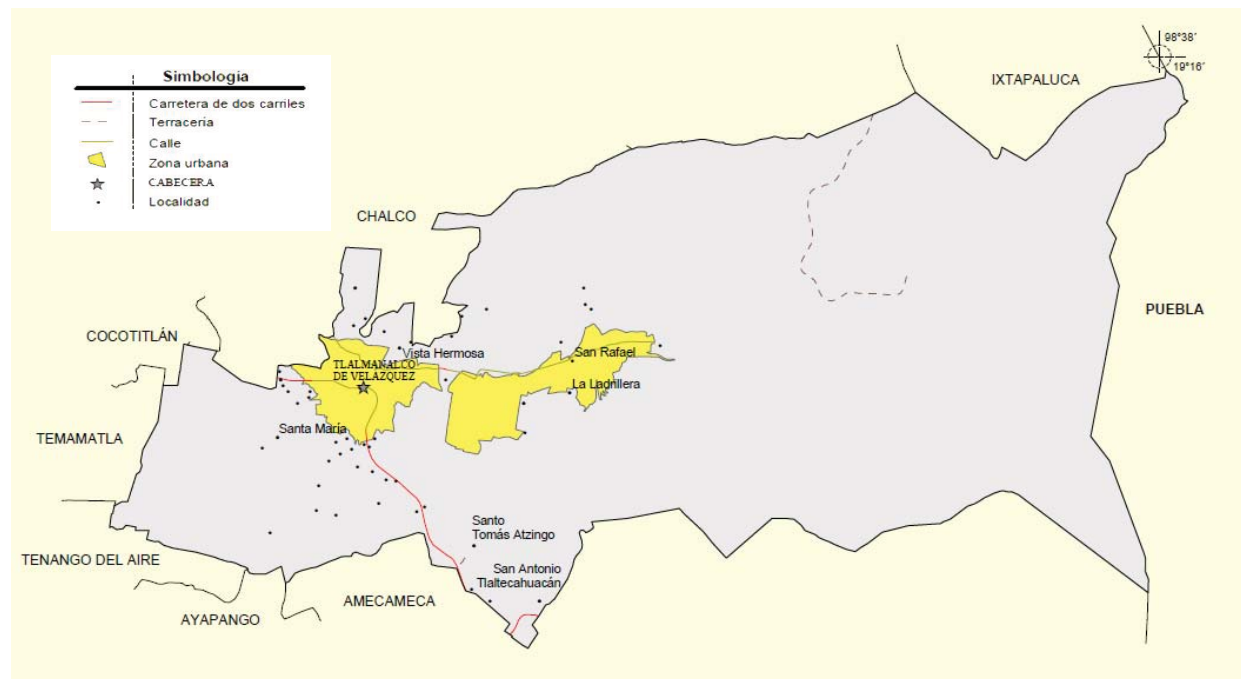 Simbología
Carretera de dos carriles
Terracería
Calle
Zona urbana
CABECERA
Localidad
98°38´
19°16´
IXTAPALUCA
CHALCO
PUEBLA
COCOTITLÁN
Vista Hermosa
San Rafael
TLALMANALCO
DE VELAZQUEZ
La Ladrillera
Santa María
TEMAMATLA
Santo
Tomás Atzingo
TENANGO DEL AIRE
San Antonio
Tlaltecahuacán
AMECAMECA
AYAPANGO